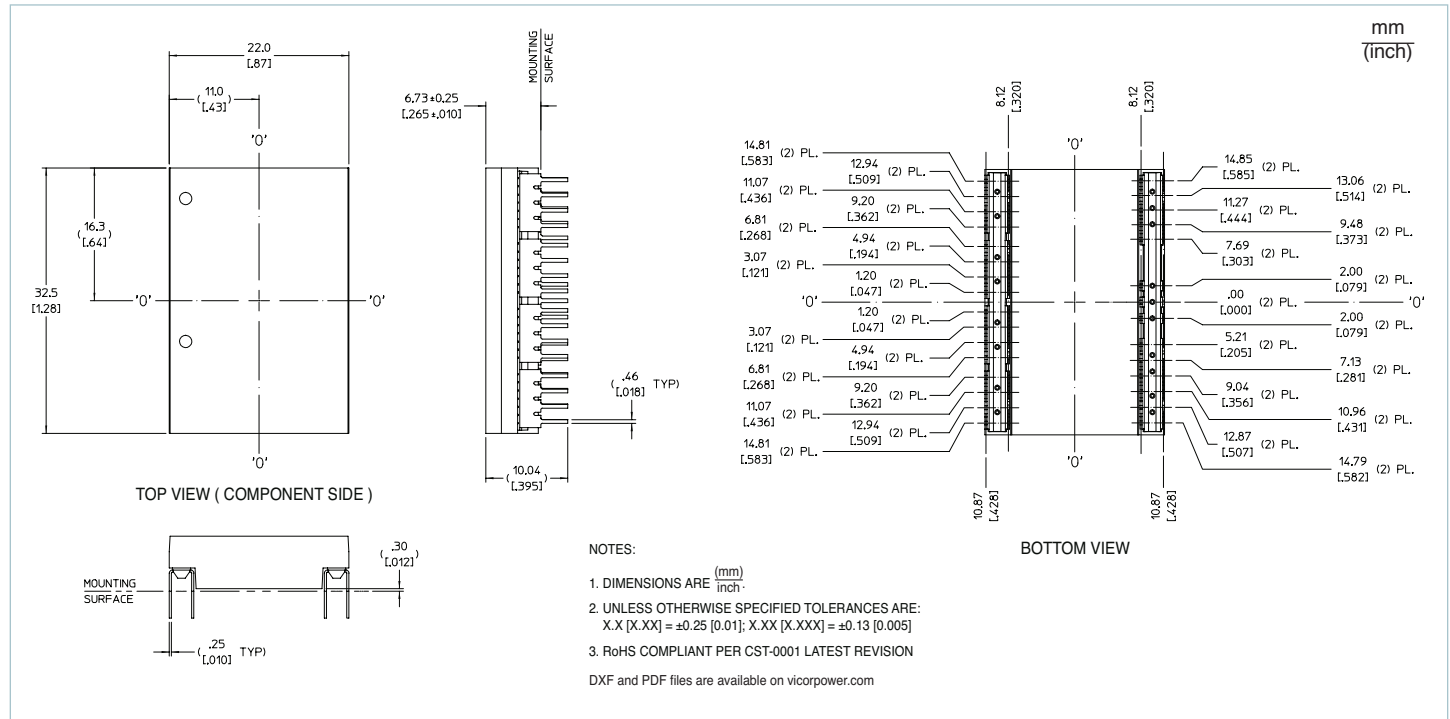 mm
(inch)
22.0
[.87]
( 11.0 )
[.43]
'0'
( 16.3 )
[.64]
32.5
[1.28]
'0'
'0'
'0'
TOP VIEW ( COMPONENT SIDE )
MOUNTING
SURFACE
6.73±0.25
[.265±.010]
( .46 TYP)
[.018]
( 10.04 )
[.395]
MOUNTING
SURFACE
( .30 )
[.012]
( .25 TYP)
[.010]
8.12
[.320]
8.12
[.320]
'0'
14.81
[.583] (2) PL.
12.94
[.509] (2) PL.
11.07
[.436] (2) PL.
9.20
[.362] (2) PL.
6.81
[.268] (2) PL.
4.94
[.194] (2) PL.
3.07
[.121] (2) PL.
1.20
[.047] (2) PL.
'0'
1.20
[.047] (2) PL.
3.07
[.121] (2) PL.
4.94
[.194] (2) PL.
6.81
[.268] (2) PL.
9.20
[.362] (2) PL.
11.07
[.436] (2) PL.
12.94
[.509] (2) PL.
14.81
[.583] (2) PL.
14.85
[.585] (2) PL.
13.06
[.514] (2) PL.
11.27
[.444] (2) PL.
9.48
[.373] (2) PL.
7.69
[.303] (2) PL.
2.00
[.079] (2) PL.
.00
[.000] (2) PL.
'0'
2.00
[.079] (2) PL.
5.21
[.205] (2) PL.
7.13
[.281] (2) PL.
9.04
[.356] (2) PL.
10.96
[.431] (2) PL.
12.87
[.507] (2) PL.
14.79
[.582] (2) PL.
'0'
10.87
[.428]
10.87
[.428]
BOTTOM VIEW
NOTES:
1. DIMENSIONS ARE (mm)
inch.
2. UNLESS OTHERWISE SPECIFIED TOLERANCES ARE:
X.X [X.XX] = ±0.25 [0.01]; X.XX [X.XXX] = ±0.13 [0.005]
3. RoHS COMPLIANT PER CST-0001 LATEST REVISION
DXF and PDF files are available on vicorpower.com